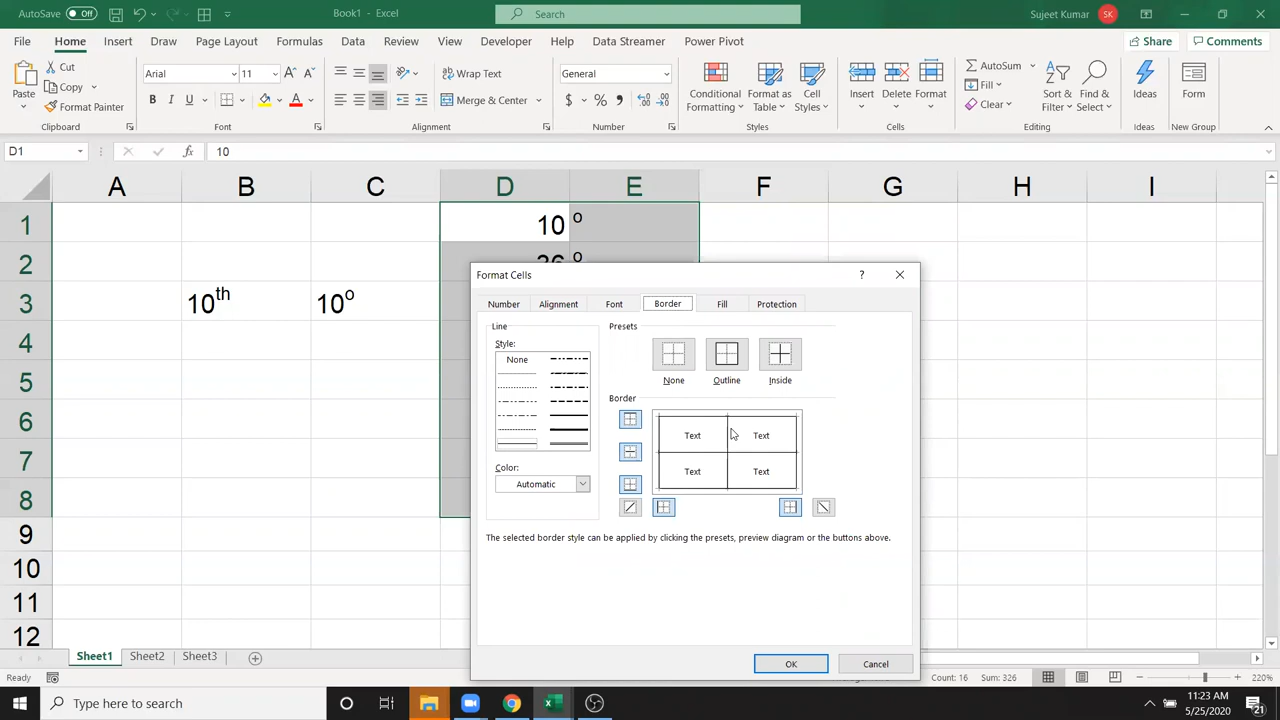 AutoSave Off Book1 - Excel Search Sujeet Kumar SK
File Home Insert Draw Page Layout Formulas Data Review View Developer Help Data Streamer Power Pivot Share Comments
Paste Cut Copy Format Painter
Arial 11 B I U
Wrap Text Merge & Center
General
Conditional Formatting Format as Table Cell Styles
Insert Delete Format
AutoSum Fill Clear Sort & Filter Find & Select
Ideas Form
Clipboard Font Alignment Number Styles Cells Editing Ideas New Group
D1 fx 10
A B C D E F G H I
1 10 o
2 36 o
3 10th 10o
4
5
6
7
8
9
10
11
12
Format Cells ?
Number Alignment Font Border Fill Protection
Line Presets
Style:
None
None Outline Inside
Border
Text Text
Text Text
Color:
Automatic
The selected border style can be applied by clicking the presets, preview diagram or the buttons above.
OK Cancel
Sheet1 Sheet2 Sheet3
Ready Count: 16 Sum: 326 220%
Type here to search
11:23 AM
5/25/2020
21